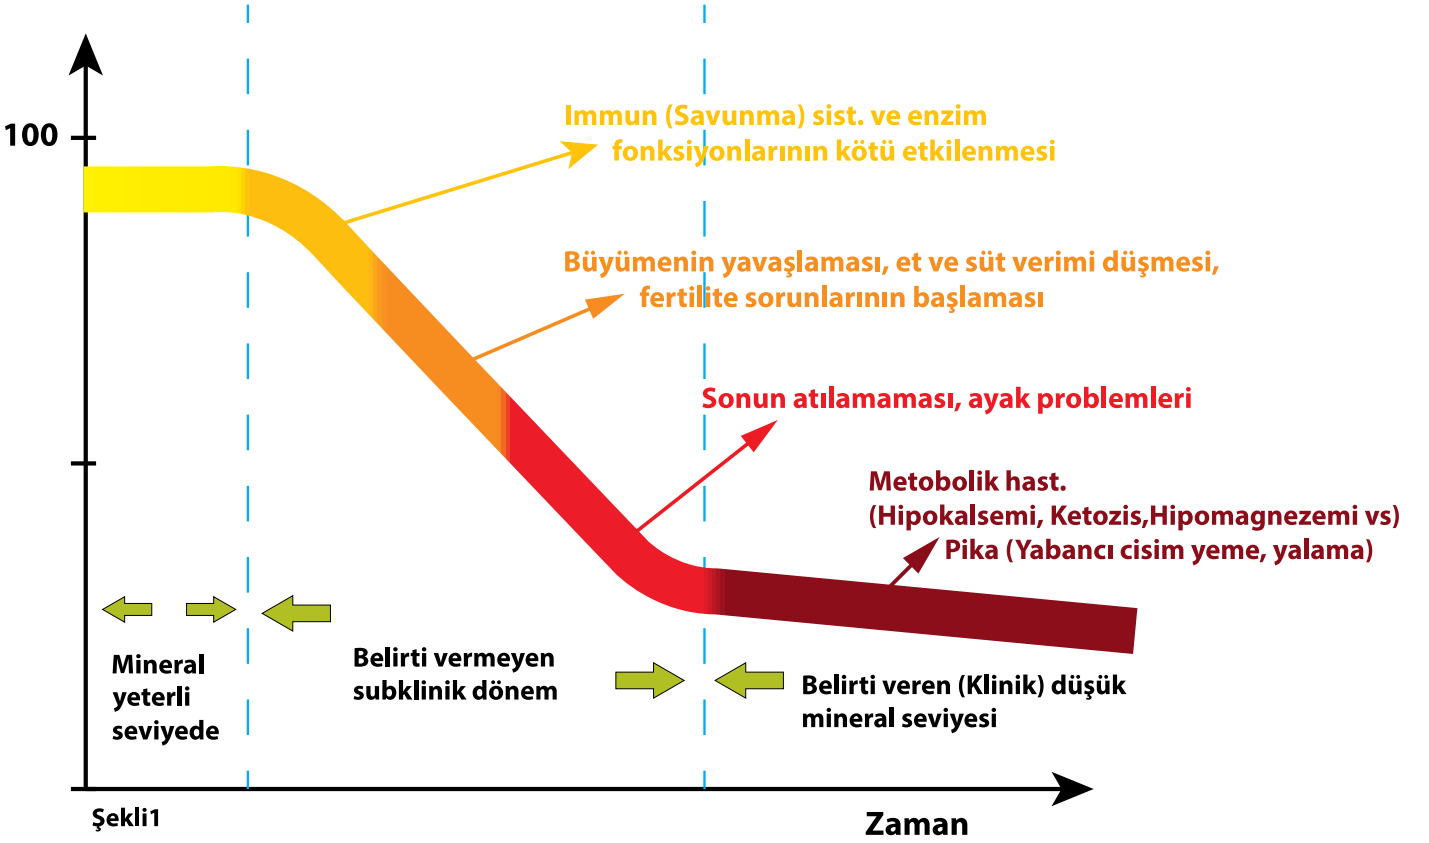 100
Immun (Savunma) sist. ve enzim
fonksiyonlarının kötü etkilenmesi
Büyümenin yavaşlaması, et ve süt verimi düşmesi,
fertilite sorunlarının başlaması
Sonun atılamaması, ayak problemleri
Metobolik hast.
(Hipokalsemi, Ketozis,Hipomagnezemi vs)
Pika (Yabancı cisim yeme, yalama)
Mineral
yeterli
seviyede
Belirti vermeyen
subklinik dönem
Belirti veren (Klinik) düşük
mineral seviyesi
Şekli1
Zaman